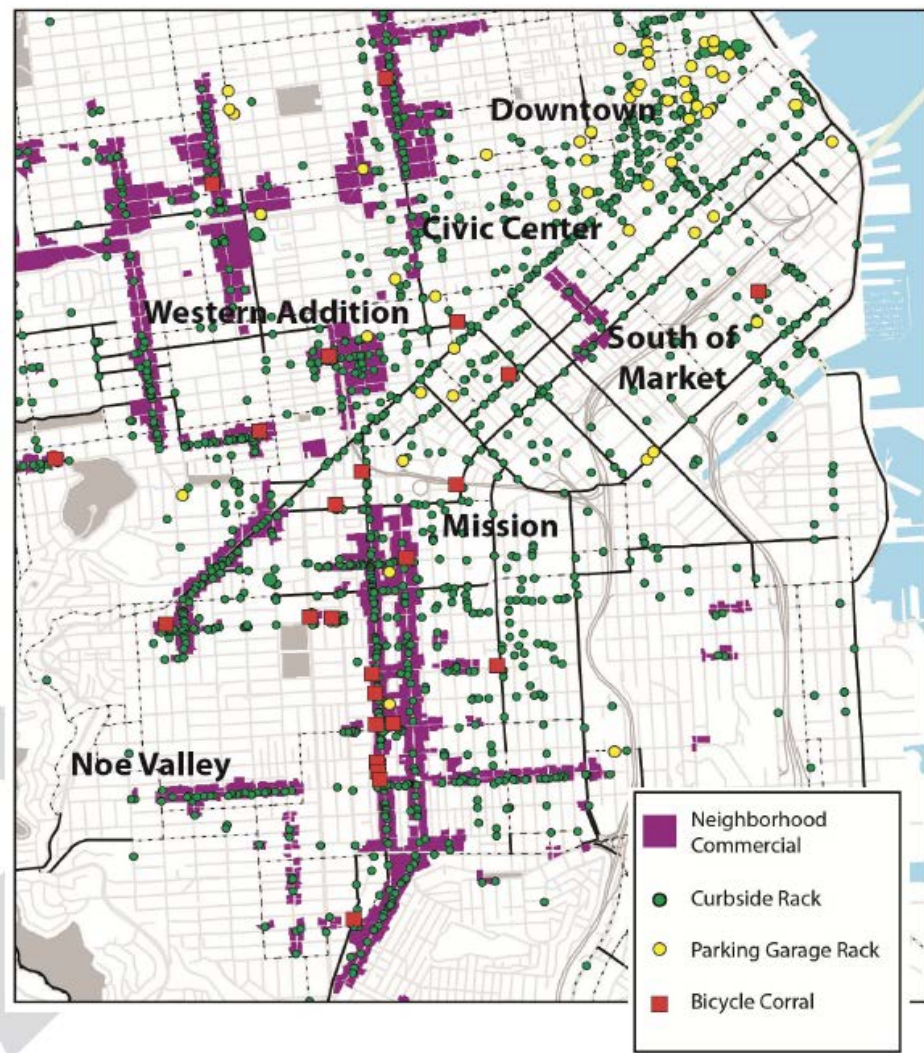 Downtown
Civic Center
Western Addition
South of
Market
Mission
Noe Valley
Neighborhood
Commercial
Curbside Rack
Parking Garage Rack
Bicycle Corral